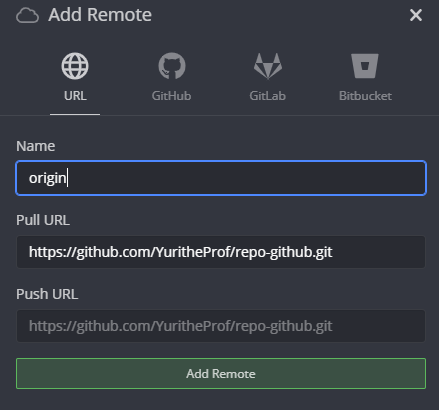 Add Remote
URL
GitHub
GitLab
Bitbucket
Name
origin
Pull URL
https://github.com/YuritheProf/repo-github.git
Push URL
https://github.com/YuritheProf/repo-github.git
Add Remote